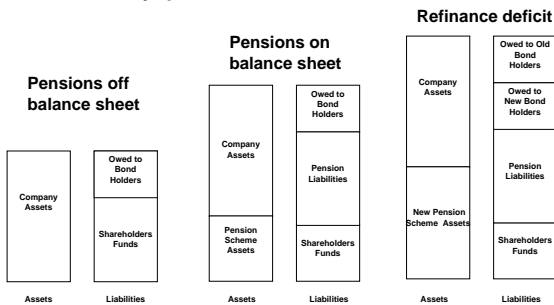 Pensions off
balance sheet
Company
Assets
Owed to
Bond
Holders
Shareholders
Funds
Assets
Liabilities
Pensions on
balance sheet
Company
Assets
Pension
Scheme
Assets
Owed to
Bond
Holders
Pension
Liabilities
Shareholders
Funds
Assets
Liabilities
Refinance deficit
Company
Assets
New Pension
Scheme Assets
Owed to Old
Bond
Holders
Owed to
New Bond
Holders
Pension
Liabilities
Shareholders
Funds
Assets
Liabilities